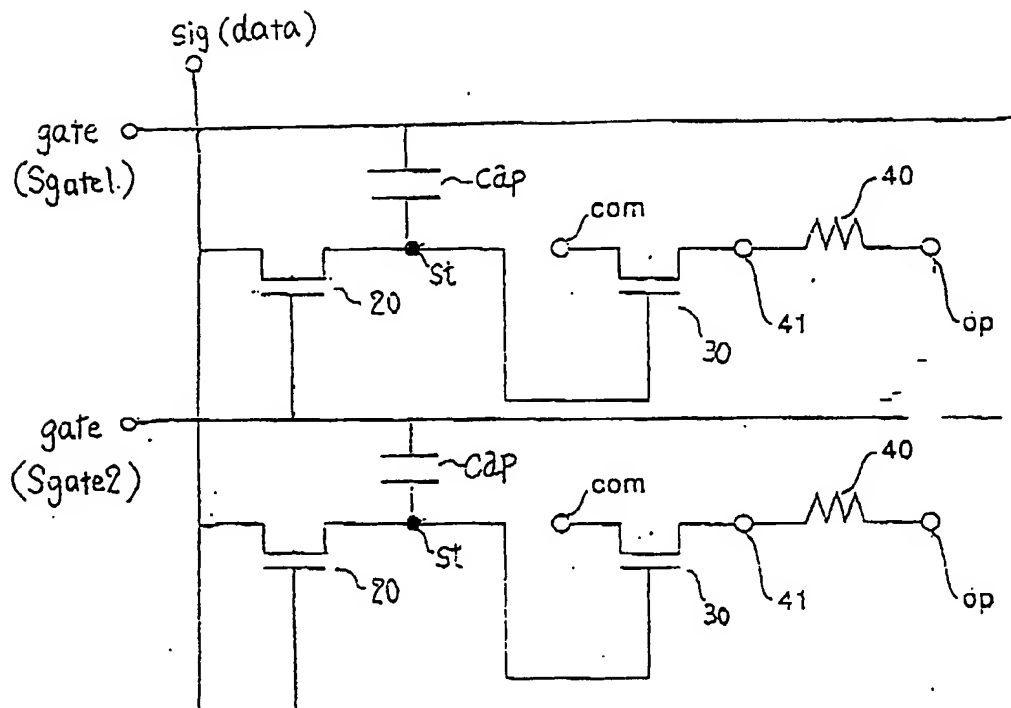 sig (data)
gate
(Sgate1.)
cap
com
40
st
20
30
41
op
gate
(Sgate2)
cap
com
40
st
20
30
41
op